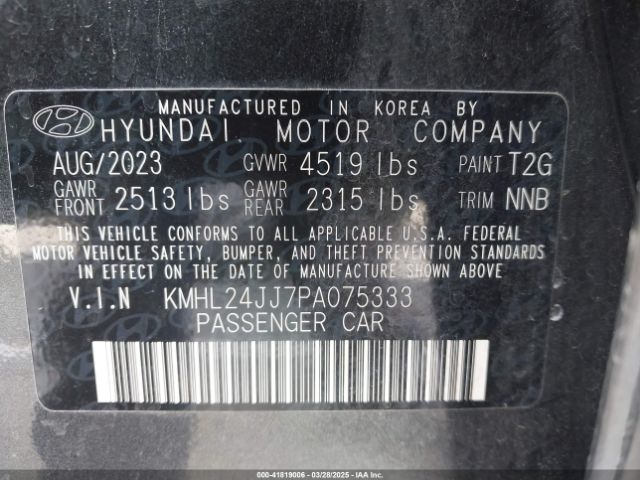 MANUFACTURED IN KOREA BY
HYUNDAI MOTOR COMPANY
AUG/2023 GVWR 4519 lbs PAINT T2G
GAWR FRONT 2513 lbs GAWR REAR 2315 lbs TRIM NNB
THIS VEHICLE CONFORMS TO ALL APPLICABLE U.S.A. FEDERAL
MOTOR VEHICLE SAFETY, BUMPER, AND THEFT PREVENTION STANDARDS
IN EFFECT ON THE DATE OF MANUFACTURE SHOWN ABOVE
V.I.N KMHL24JJ7PA075333
PASSENGER CAR
000-41819006 | 03/28/2025 - IAAI.com